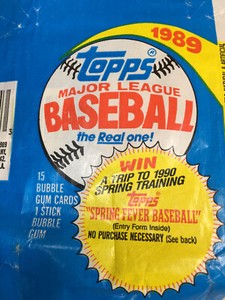 1989
Topps
MAJOR LEAGUE
BASEBALL
the Real one!
15
BUBBLE
GUM CARDS
1 STICK
BUBBLE
GUM
WIN
A TRIP TO 1990
SPRING TRAINING
Topps
"SPRING FEVER BASEBALL"
(Entry Form Inside)
NO PURCHASE NECESSARY (See back)